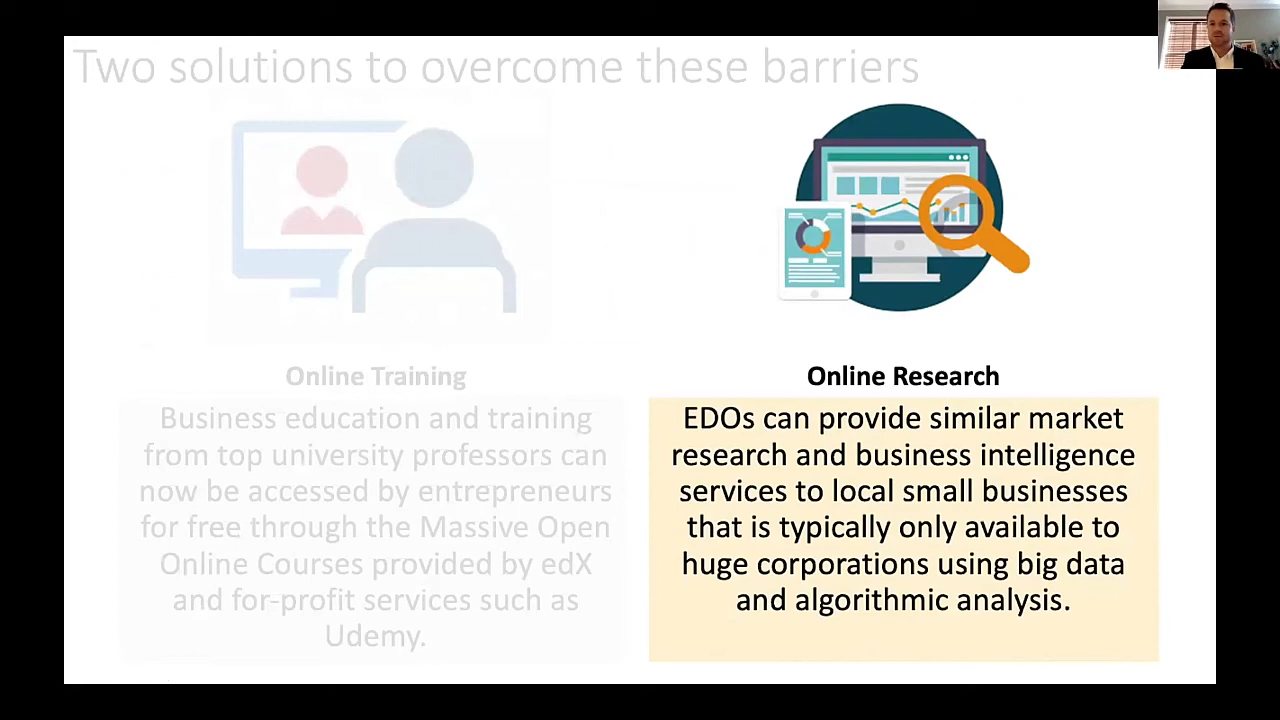 Two solutions to overcome these barriers
Online Training
Business education and training
from top university professors can
now be accessed by entrepreneurs
for free through the Massive Open
Online Courses provided by edX
and for-profit services such as
Udemy.
Online Research
EDOs can provide similar market
research and business intelligence
services to local small businesses
that is typically only available to
huge corporations using big data
and algorithmic analysis.